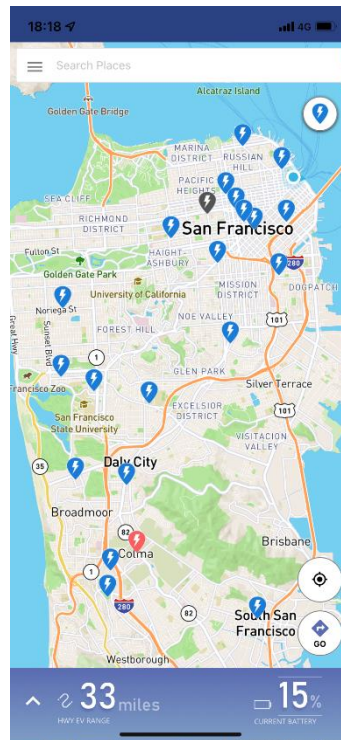 18:18
4G
Search Places
Alcatraz Island
Golden Gate Bridge
MARINA
DISTRICT
RUSSIAN
HILL
PACIFIC
HEIGHTS
SEA CLIFF
RICHMOND
DISTRICT
San Francisco
Fulton St
HAIGHT-
ASHBURY
280
Golden Gate Park
University of California
MISSION
DISTRICT
DOGPATCH
Noriega St
NOE VALLEY
101
Great Hwy
Sunset Blvd
FOREST HILL
1
GLEN PARK
Francisco Zoo
Silver Terrace
EXCELSIOR
DISTRICT
101
San Francisco
State University
VISITACION
VALLEY
35
Daly City
Broadmoor
82
Brisbane
Colma
1
280
82
South San
Francisco
GO
Westborough
33 miles
15%
HWY EV RANGE
CURRENT BATTERY